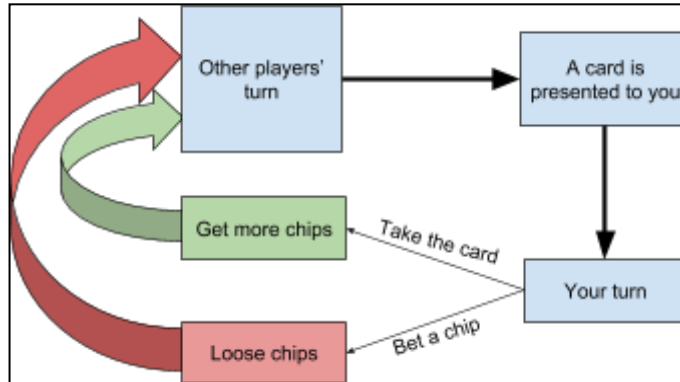 Other players'
turn
A card is
presented to you
Get more chips
Take the card
Your turn
Bet a chip
Loose chips